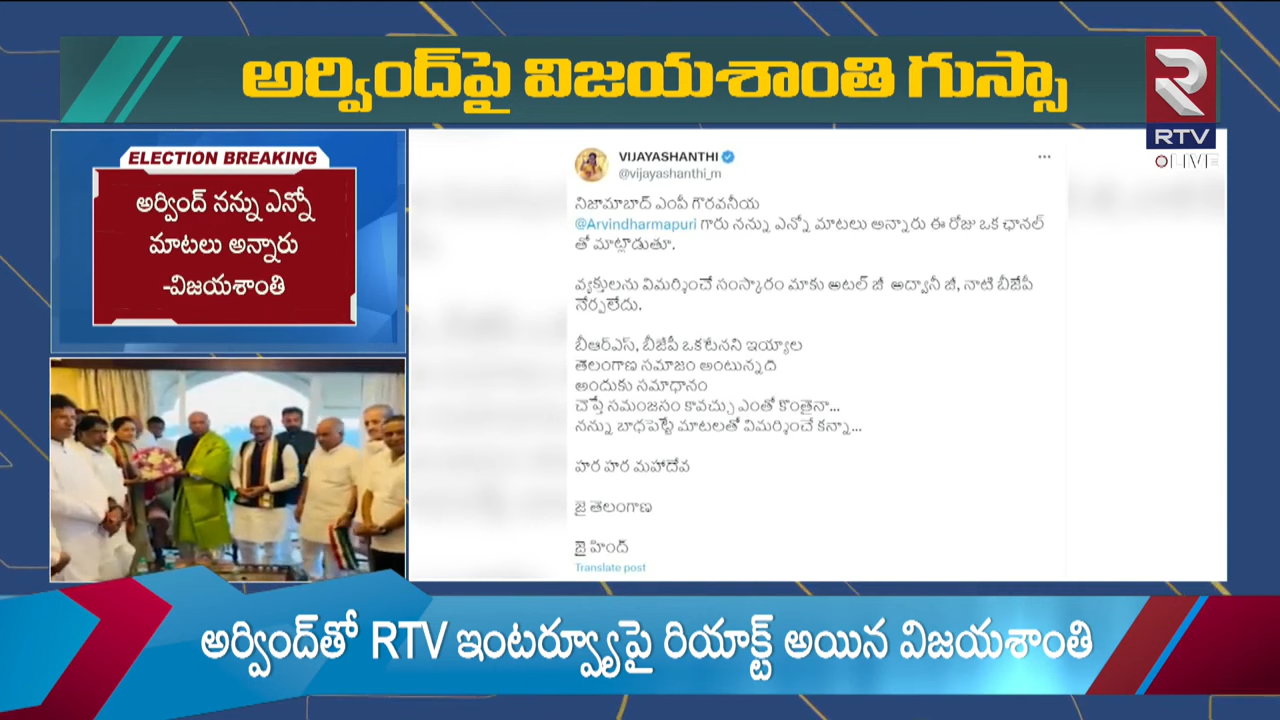 అర్వింద్‌పై విజయశాంతి గుస్సా
RTV
LIVE
ELECTION BREAKING
అర్వింద్ నన్ను ఎన్నో
మాటలు అన్నారు
-విజయశాంతి
VIJAYASHANTHI
@vijayashanthi_m
నిజామాబాద్ ఎంపీ గౌరవనీయ
@Arvindharmapuri గారు నన్ను ఎన్నో మాటలు అన్నారు ఈ రోజు ఒక ఛానల్
తో మాట్లాడుతూ.
వ్యక్తులను విమర్శించే సంస్కారం మాకు అటల్ జీ అద్వానీ జీ, నాటి బీజేపీ
నేర్పలేదు.
బీఆర్ఎస్, బీజేపీ ఒకటేనని ఇయ్యాల
తెలంగాణ సమాజం అంటున్నది
అందుకు సమాధానం
చెప్తే సమంజసం కావచ్చు ఎంతో కొంతైనా...
నన్ను బాధపెట్టే మాటలతో విమర్శించే కన్నా...
హర హర మహాదేవ
జై తెలంగాణ
జై హింద్
Translate post
అర్వింద్‌తో RTV ఇంటర్వ్యూపై రియాక్ట్ అయిన విజయశాంతి